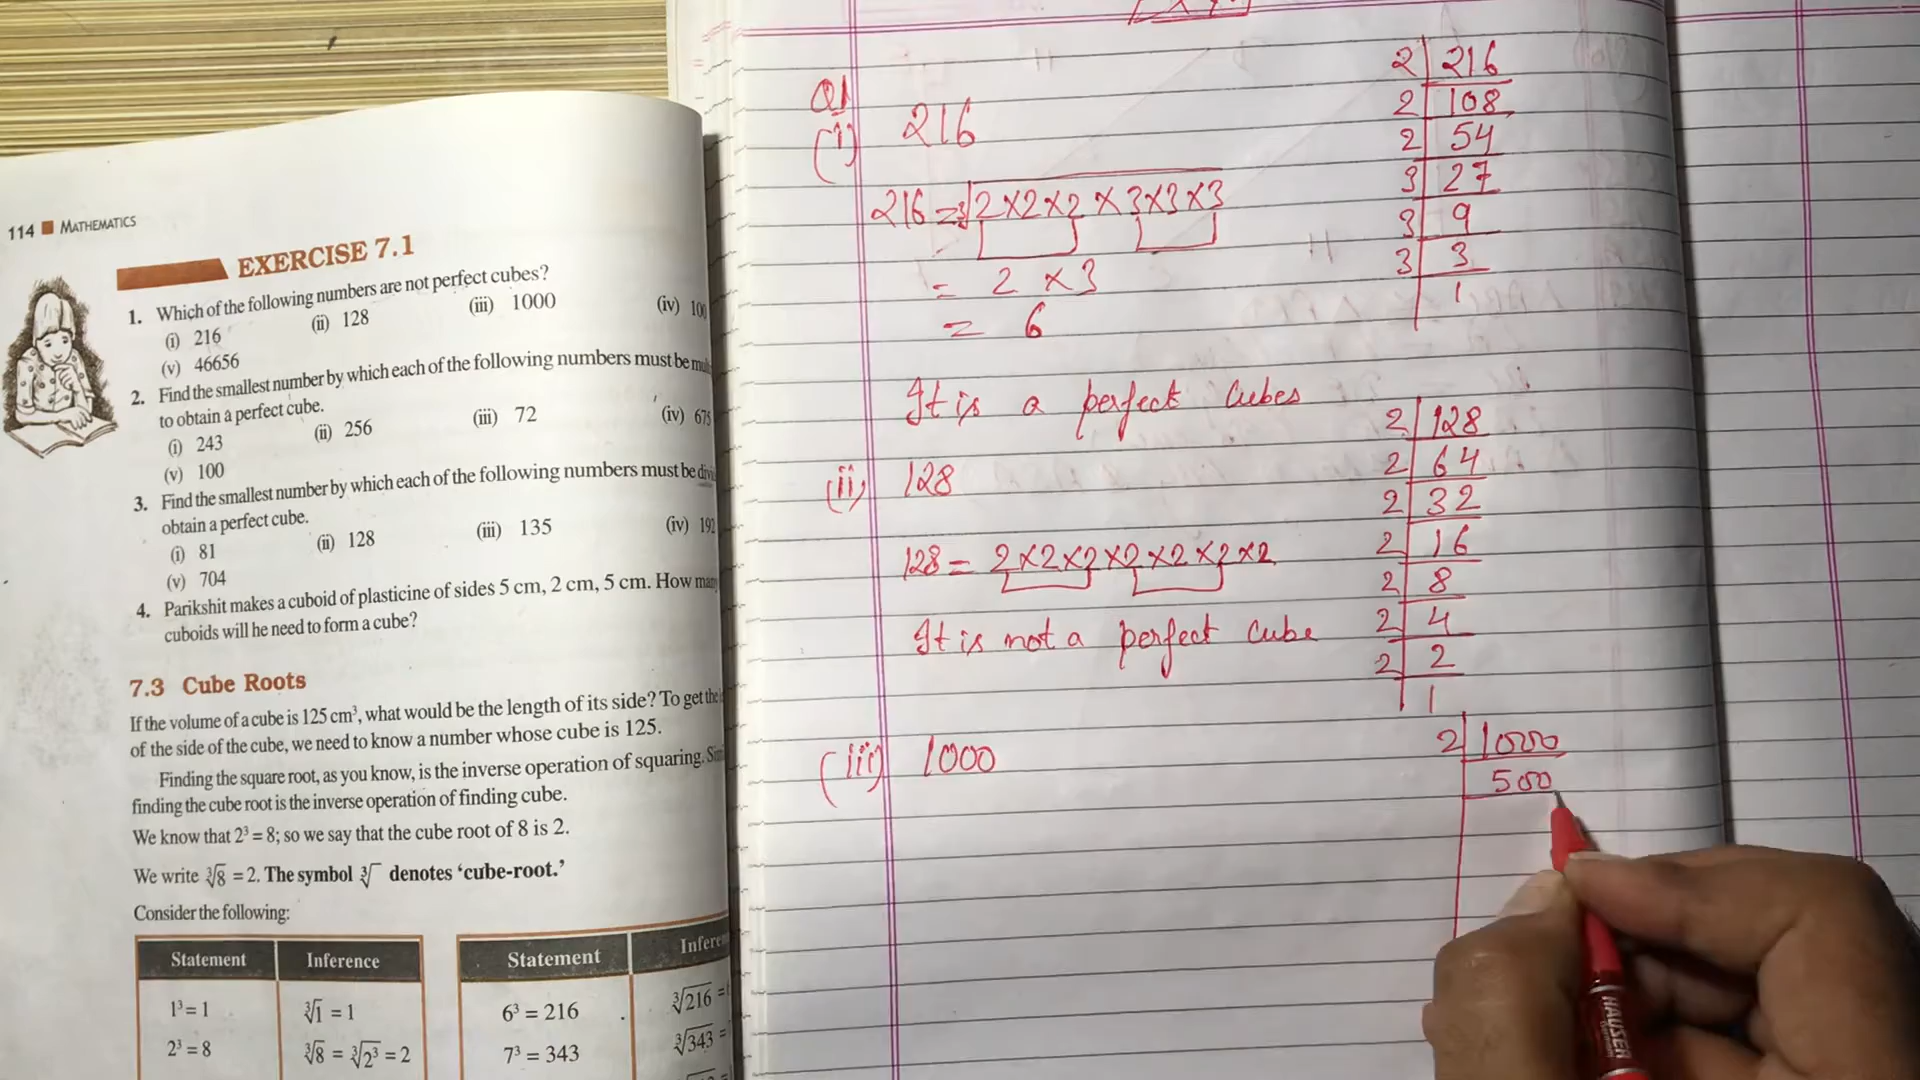 114 ■ MATHEMATICS
EXERCISE 7.1
1. Which of the following numbers are not perfect cubes?
(i) 216 (ii) 128 (iii) 1000 (iv) 100
(v) 46656
2. Find the smallest number by which each of the following numbers must be
to obtain a perfect cube.
(i) 243 (ii) 256 (iii) 72 (iv) 675
(v) 100
3. Find the smallest number by which each of the following numbers must be
obtain a perfect cube.
(i) 81 (ii) 128 (iii) 135 (iv) 192
(v) 704
4. Parikshit makes a cuboid of plasticine of sides 5 cm, 2 cm, 5 cm. How
cuboids will he need to form a cube?
7.3 Cube Roots
If the volume of a cube is 125 cm³, what would be the length of its side? To get the
of the side of the cube, we need to know a number whose cube is 125.
Finding the square root, as you know, is the inverse operation of squaring.
finding the cube root is the inverse operation of finding cube.
We know that 2³ = 8; so we say that the cube root of 8 is 2.
We write ∛8 = 2. The symbol ∛ denotes ‘cube-root.’
Consider the following:
Statement Inference
1³ = 1 ∛1 = 1
2³ = 8 ∛8 = ∛2³ = 2
Statement
6³ = 216 ∛216 =
7³ = 343 ∛343 =
Q1
(i) 216
216 = ∛2×2×2×3×3×3
= 2 × 3
= 6
It is a perfect Cubes
2 216
2 108
2 54
3 27
3 9
3 3
1
(ii) 128
128 = 2×2×2×2×2×2×2
It is not a perfect Cube
2 128
2 64
2 32
2 16
2 8
2 4
2 2
1
(iii) 1000
2 1000
500
HAUSER